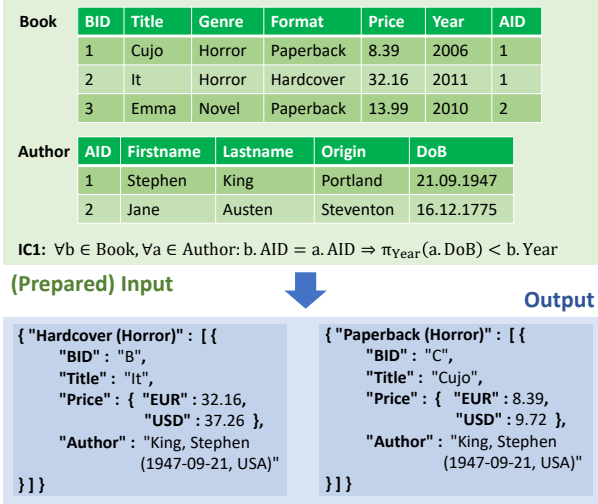 Book BID Title Genre Format Price Year AID
1 Cujo Horror Paperback 8.39 2006 1
2 It Horror Hardcover 32.16 2011 1
3 Emma Novel Paperback 13.99 2010 2
Author AID Firstname Lastname Origin DoB
1 Stephen King Portland 21.09.1947
2 Jane Austen Steventon 16.12.1775
IC1: ∀b ∈ Book, ∀a ∈ Author: b. AID = a. AID ⇒ π_Year(a. DoB) < b. Year
(Prepared) Input
Output
{ "Hardcover (Horror)" : [ {
"BID" : "B",
"Title" : "It",
"Price" : { "EUR" : 32.16,
"USD" : 37.26 },
"Author" : "King, Stephen
(1947-09-21, USA)"
} ] }
{ "Paperback (Horror)" : [ {
"BID" : "C",
"Title" : "Cujo",
"Price" : { "EUR" : 8.39,
"USD" : 9.72 },
"Author" : "King, Stephen
(1947-09-21, USA)"
} ] }